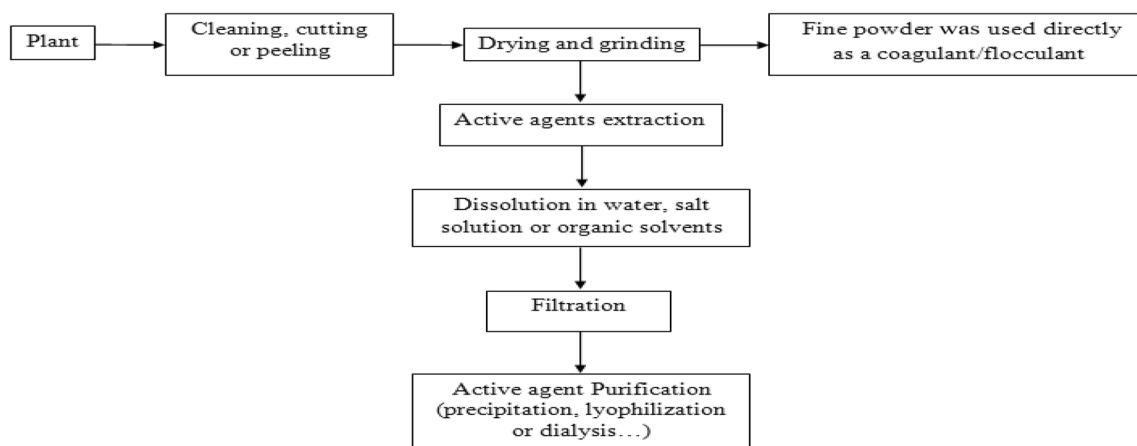 Plant
Cleaning, cutting
or peeling
Drying and grinding
Fine powder was used directly
as a coagulant/flocculant
Active agents extraction
Dissolution in water, salt
solution or organic solvents
Filtration
Active agent Purification
(precipitation, lyophilization
or dialysis...)